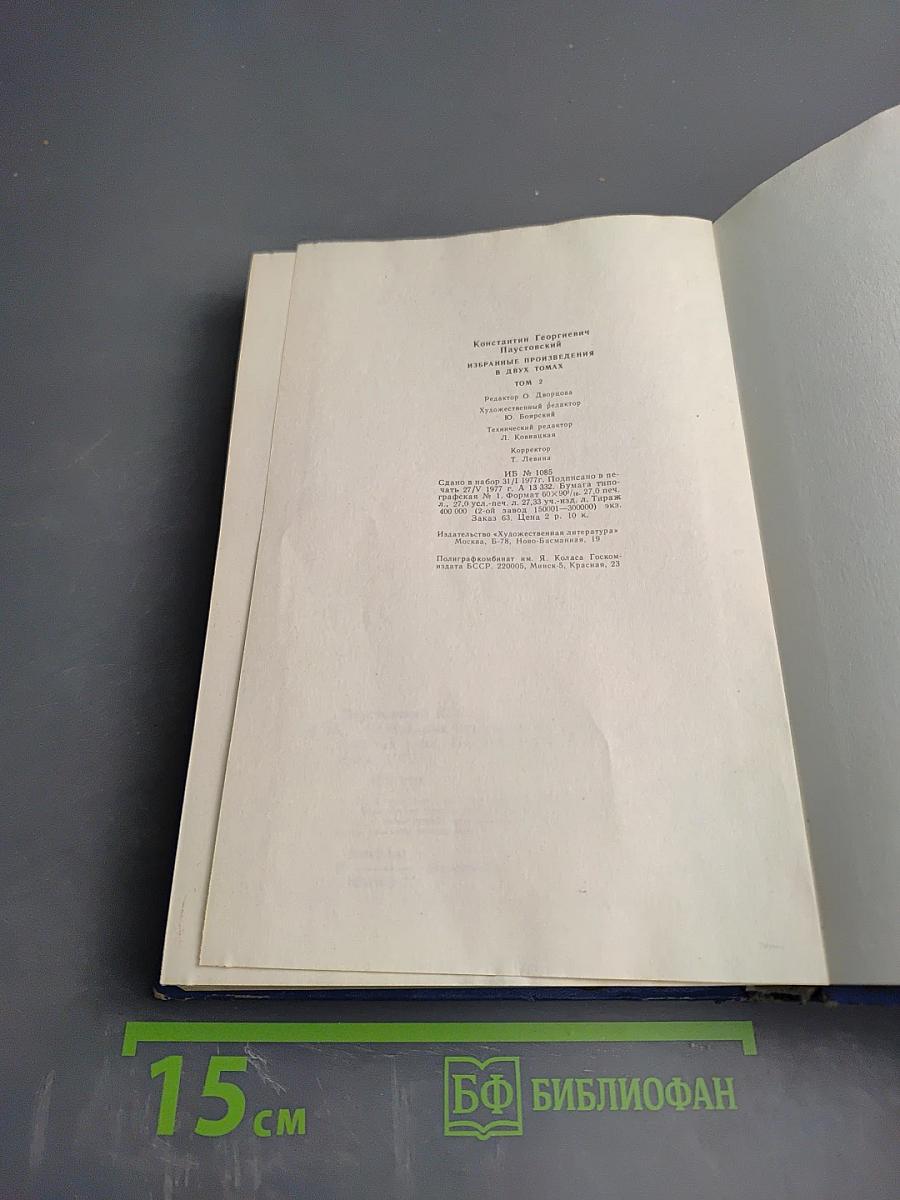 Константин Георгиевич
Паустовский
ИЗБРАННЫЕ ПРОИЗВЕДЕНИЯ
В ДВУХ ТОМАХ
ТОМ 2
Редактор О. Дворцова
Художественный редактор
Ю. Боярский
Технический редактор
Л. Ковнацкая
Корректор
Т. Левина
ИБ № 1085
Сдано в набор 31/I 1977г. Подписано в пе-
чать 27/V 1977 г. А 13 332. Бумага типо-
графская № 1. Формат 60×90¹/₁₆. 27,0 печ.
л., 27,0 усл.-печ. л. 27,33 уч.-изд. л. Тираж
400 000 (2-ой завод 150001—300000) экз.
Заказ 63. Цена 2 р. 10 к.
Издательство «Художественная литература»
Москва, Б-78, Ново-Басманная, 19
Полиграфкомбинат им. Я. Коласа Госком-
издата БССР. 220005, Минск-5, Красная, 23
15 см
БФ БИБЛИОФАН